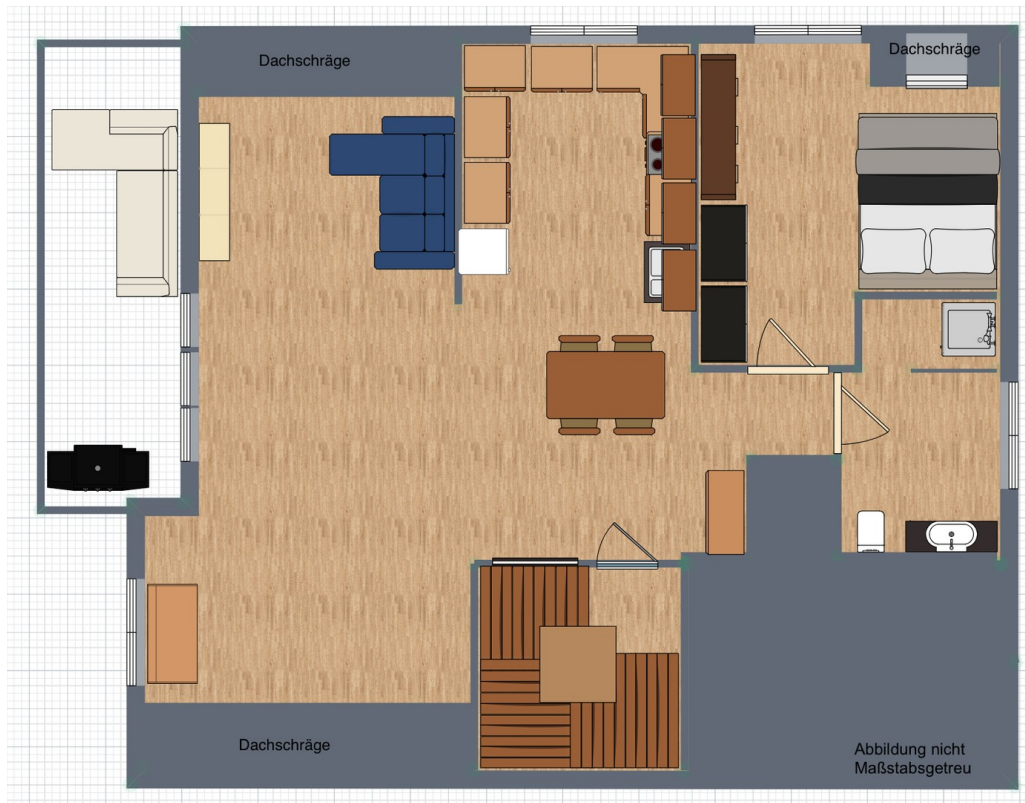 Dachschräge
Dachschräge
Dachschräge
Abbildung nicht
Maßstabsgetreu